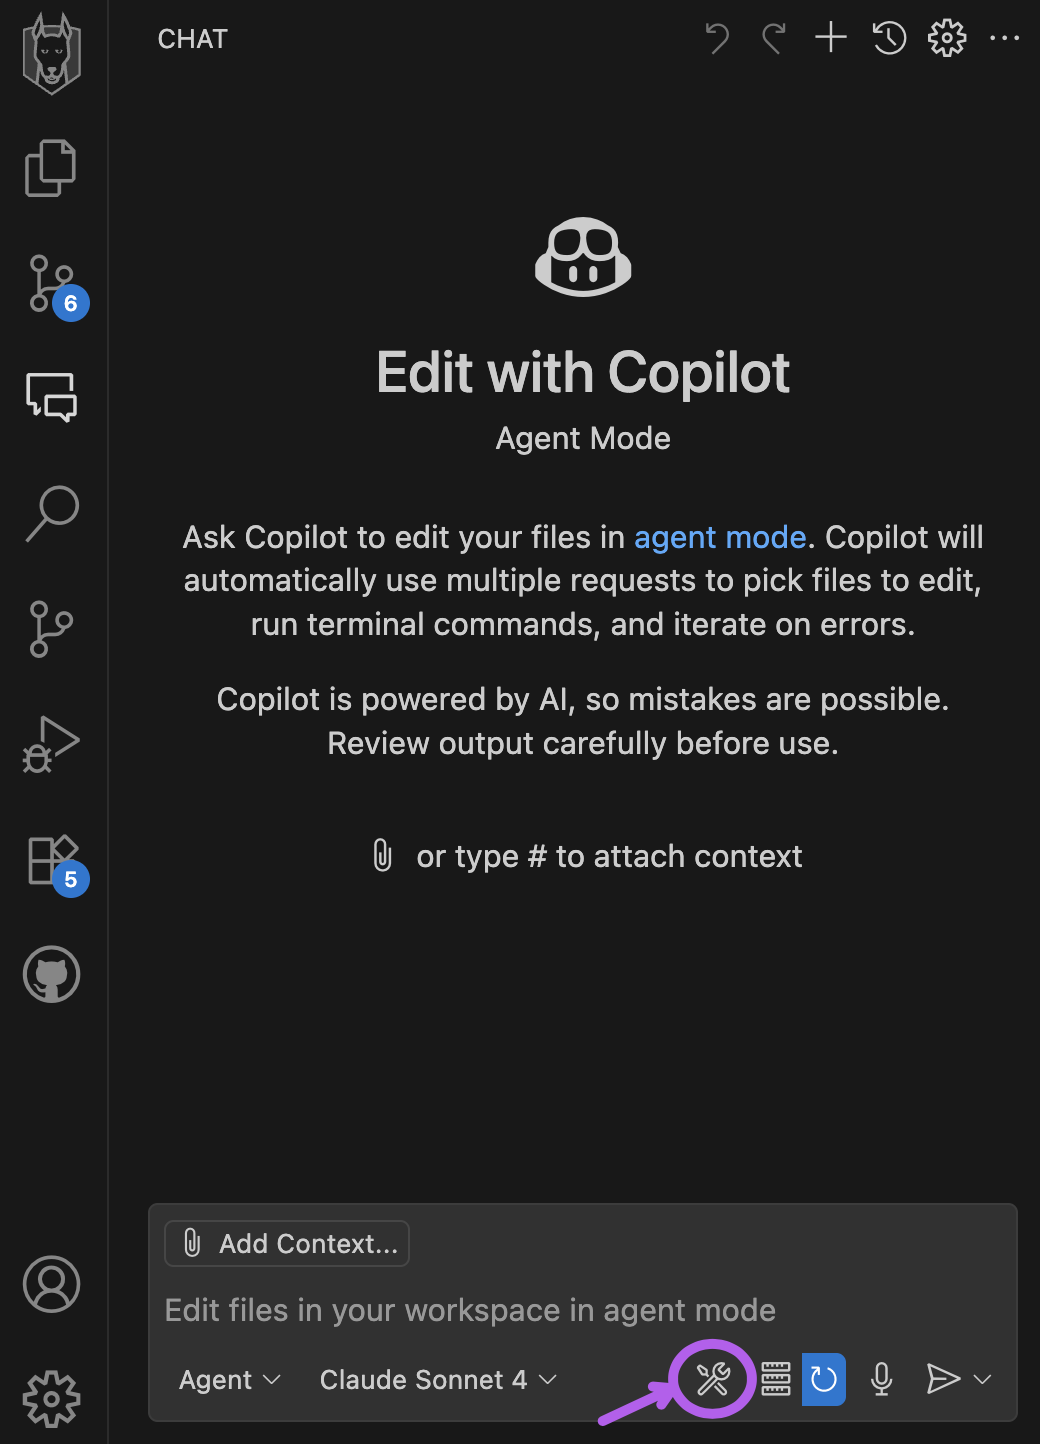 CHAT
6
5
Edit with Copilot
Agent Mode
Ask Copilot to edit your files in agent mode. Copilot will
automatically use multiple requests to pick files to edit,
run terminal commands, and iterate on errors.
Copilot is powered by AI, so mistakes are possible.
Review output carefully before use.
or type # to attach context
Add Context...
Edit files in your workspace in agent mode
Agent Claude Sonnet 4